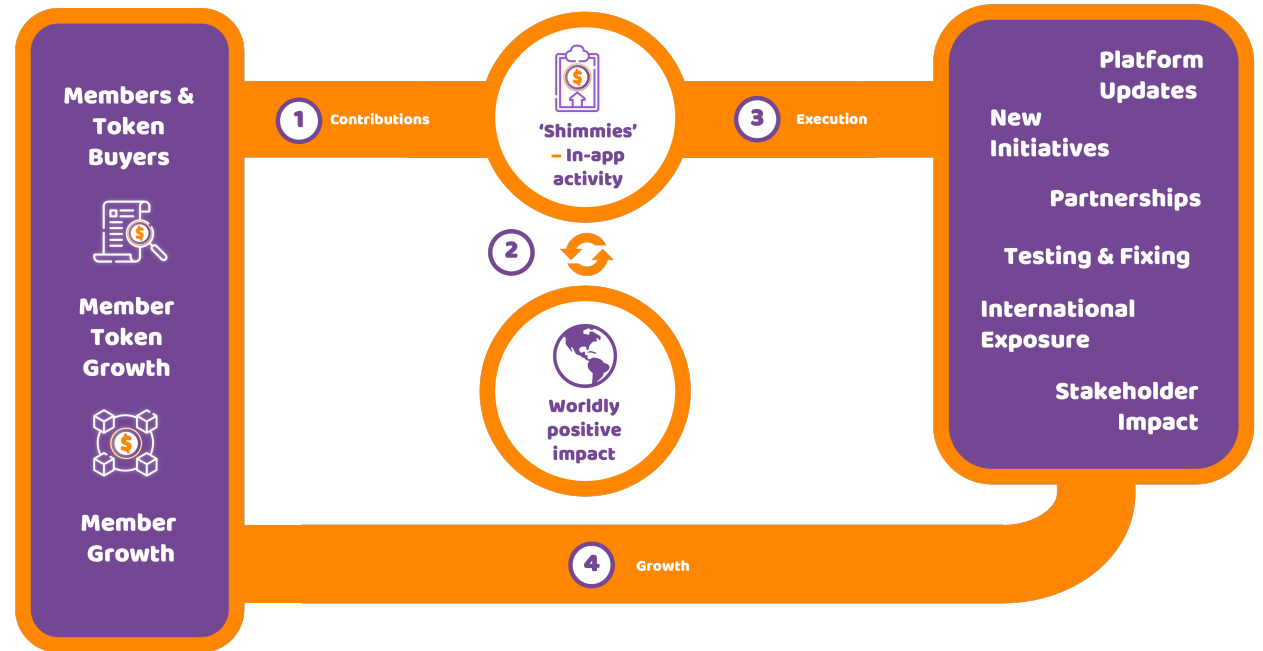 Members &
Token
Buyers
$
Member
Token
Growth
$
Member
Growth
1
Contributions
$
‘Shimmies’
– In-app
activity
2
Worldly
positive
impact
3
Execution
Platform
Updates
New
Initiatives
Partnerships
Testing & Fixing
International
Exposure
Stakeholder
Impact
4
Growth